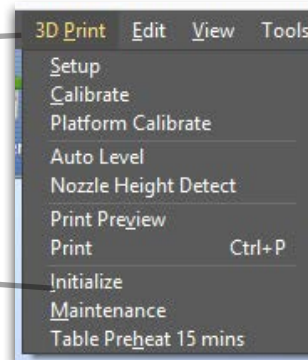 3D Print Edit View Tools
Setup
Calibrate
Platform Calibrate
Auto Level
Nozzle Height Detect
Print Preview
Print Ctrl+P
Initialize
Maintenance
Table Preheat 15 mins